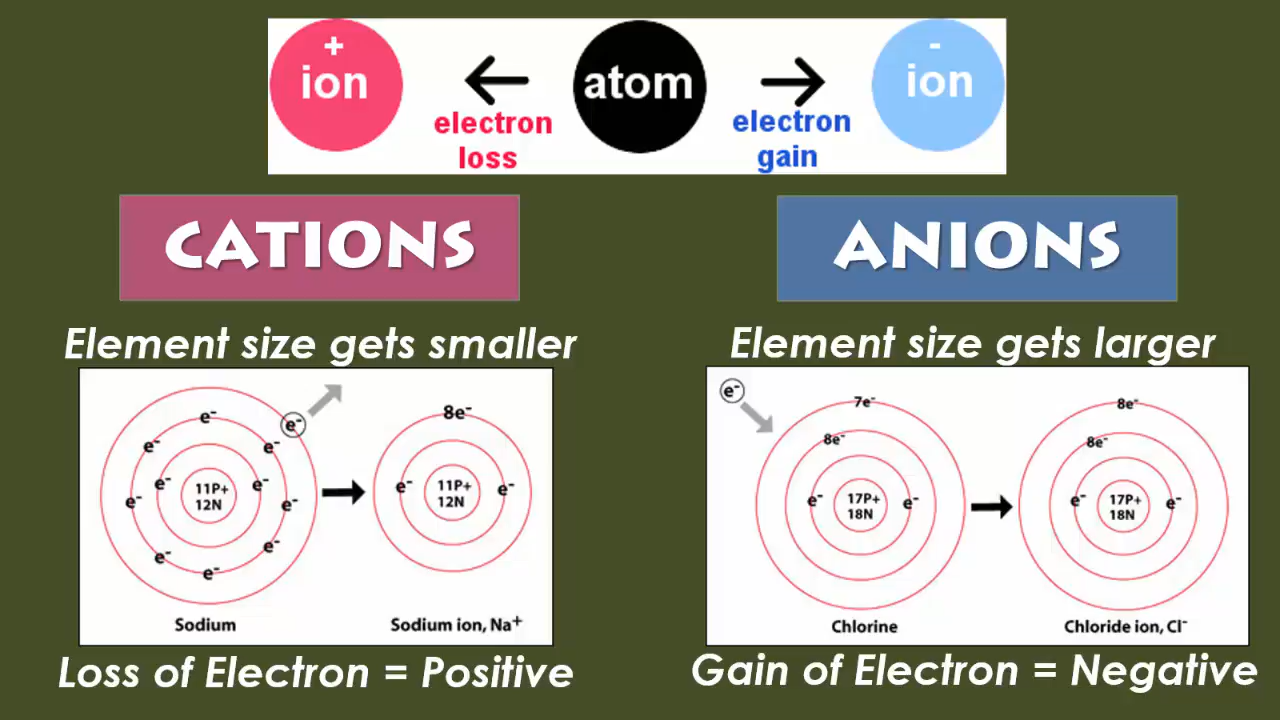 +
ion
atom
-
ion
electron
loss
electron
gain
CATIONS
ANIONS
Element size gets smaller
Element size gets larger
e-
e-
e-
e-
e-
e-
e-
e-
e-
e-
e-
11P+
12N
Sodium
8e-
e-
e-
11P+
12N
Sodium ion, Na+
e-
7e-
8e-
e-
e-
17P+
18N
Chlorine
8e-
8e-
e-
e-
17P+
18N
Chloride ion, Cl-
Loss of Electron = Positive
Gain of Electron = Negative